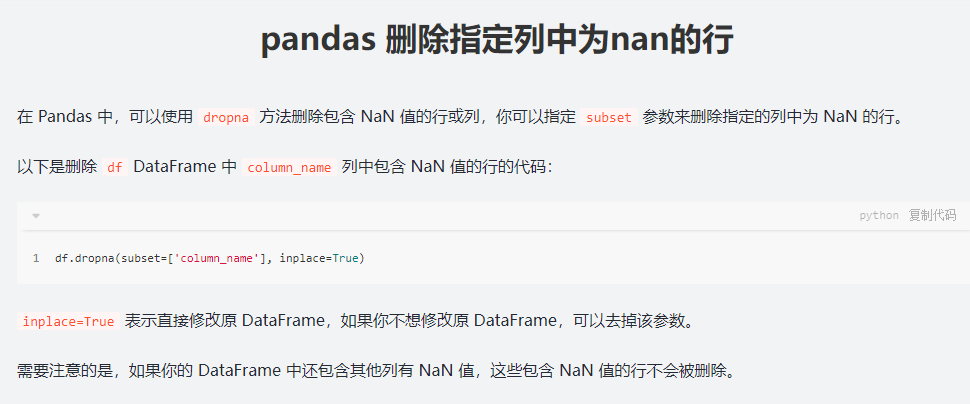 pandas 删除指定列中为nan的行
在 Pandas 中，可以使用 dropna 方法删除包含 NaN 值的行或列，你可以指定 subset 参数来删除指定的列中为 NaN 的行。
以下是删除 df DataFrame 中 column_name 列中包含 NaN 值的行的代码：
python 复制代码
1 df.dropna(subset=['column_name'], inplace=True)
inplace=True 表示直接修改原 DataFrame，如果你不想修改原 DataFrame，可以去掉该参数。
需要注意的是，如果你的 DataFrame 中还包含其他列有 NaN 值，这些包含 NaN 值的行不会被删除。